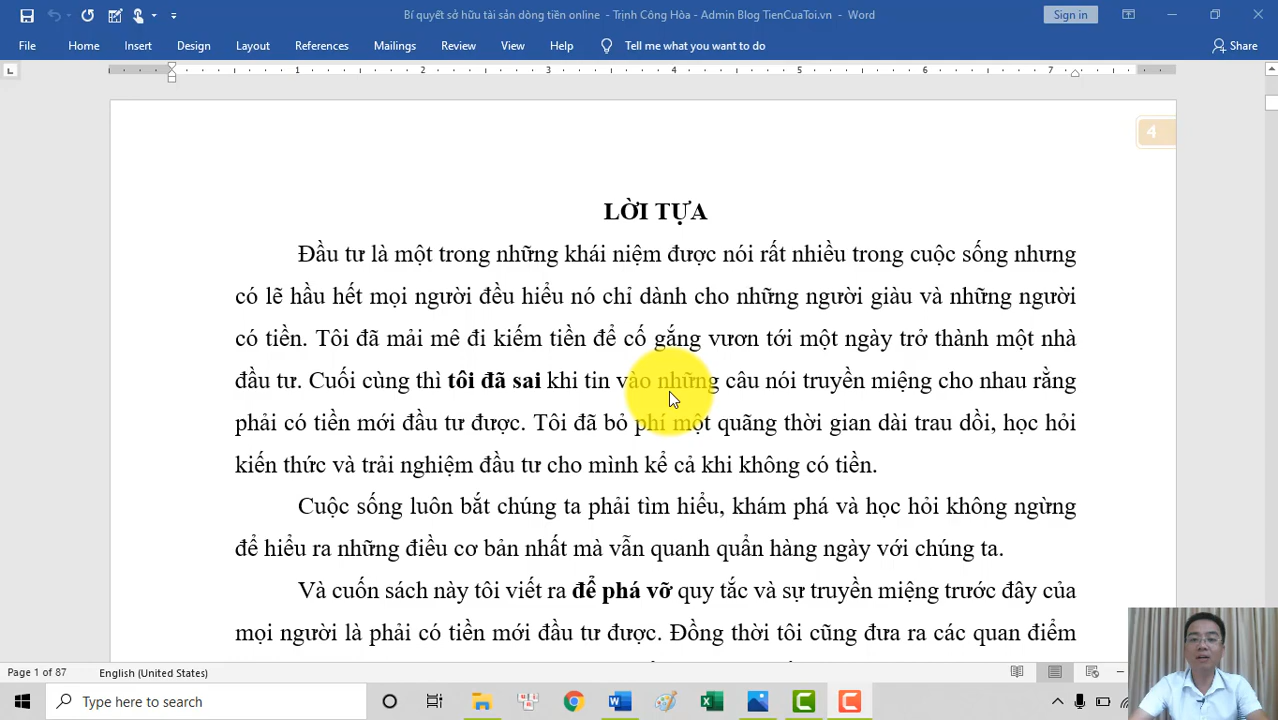 Bí quyết sở hữu tài sản dòng tiền online - Trịnh Công Hòa - Admin Blog TienCuaToi.vn - Word
Sign in
File Home Insert Design Layout References Mailings Review View Help Tell me what you want to do Share
1 2 3 4 5 6 7
4
LỜI TỰA
Đầu tư là một trong những khái niệm được nói rất nhiều trong cuộc sống nhưng
có lẽ hầu hết mọi người đều hiểu nó chỉ dành cho những người giàu và những người
có tiền. Tôi đã mải mê đi kiếm tiền để cố gắng vươn tới một ngày trở thành một nhà
đầu tư. Cuối cùng thì tôi đã sai khi tin vào những câu nói truyền miệng cho nhau rằng
phải có tiền mới đầu tư được. Tôi đã bỏ phí một quãng thời gian dài trau dồi, học hỏi
kiến thức và trải nghiệm đầu tư cho mình kể cả khi không có tiền.
Cuộc sống luôn bắt chúng ta phải tìm hiểu, khám phá và học hỏi không ngừng
để hiểu ra những điều cơ bản nhất mà vẫn quanh quẩn hàng ngày với chúng ta.
Và cuốn sách này tôi viết ra để phá vỡ quy tắc và sự truyền miệng trước đây của
mọi người là phải có tiền mới đầu tư được. Đồng thời tôi cũng đưa ra các quan điểm
Page 1 of 87 English (United States)
Type here to search